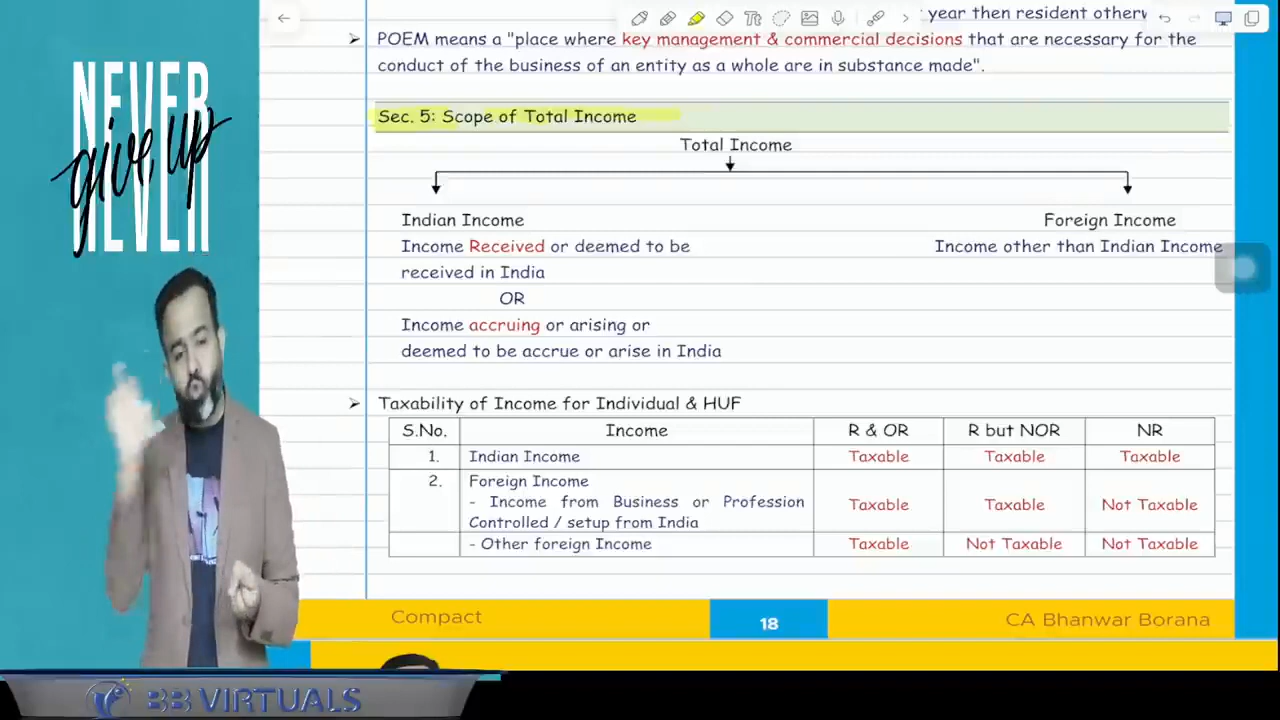 NEVER
give up
NEVER
year then resident otherw
➢ POEM means a "place where key management & commercial decisions that are necessary for the
conduct of the business of an entity as a whole are in substance made".
Sec. 5: Scope of Total Income
Total Income
Indian Income
Income Received or deemed to be
received in India
OR
Income accruing or arising or
deemed to be accrue or arise in India
Foreign Income
Income other than Indian Income
➢ Taxability of Income for Individual & HUF
S.No. Income R & OR R but NOR NR
1. Indian Income Taxable Taxable Taxable
2. Foreign Income
- Income from Business or Profession
Controlled / setup from India Taxable Taxable Not Taxable
- Other foreign Income Taxable Not Taxable Not Taxable
Compact 18 CA Bhanwar Borana
BB VIRTUALS